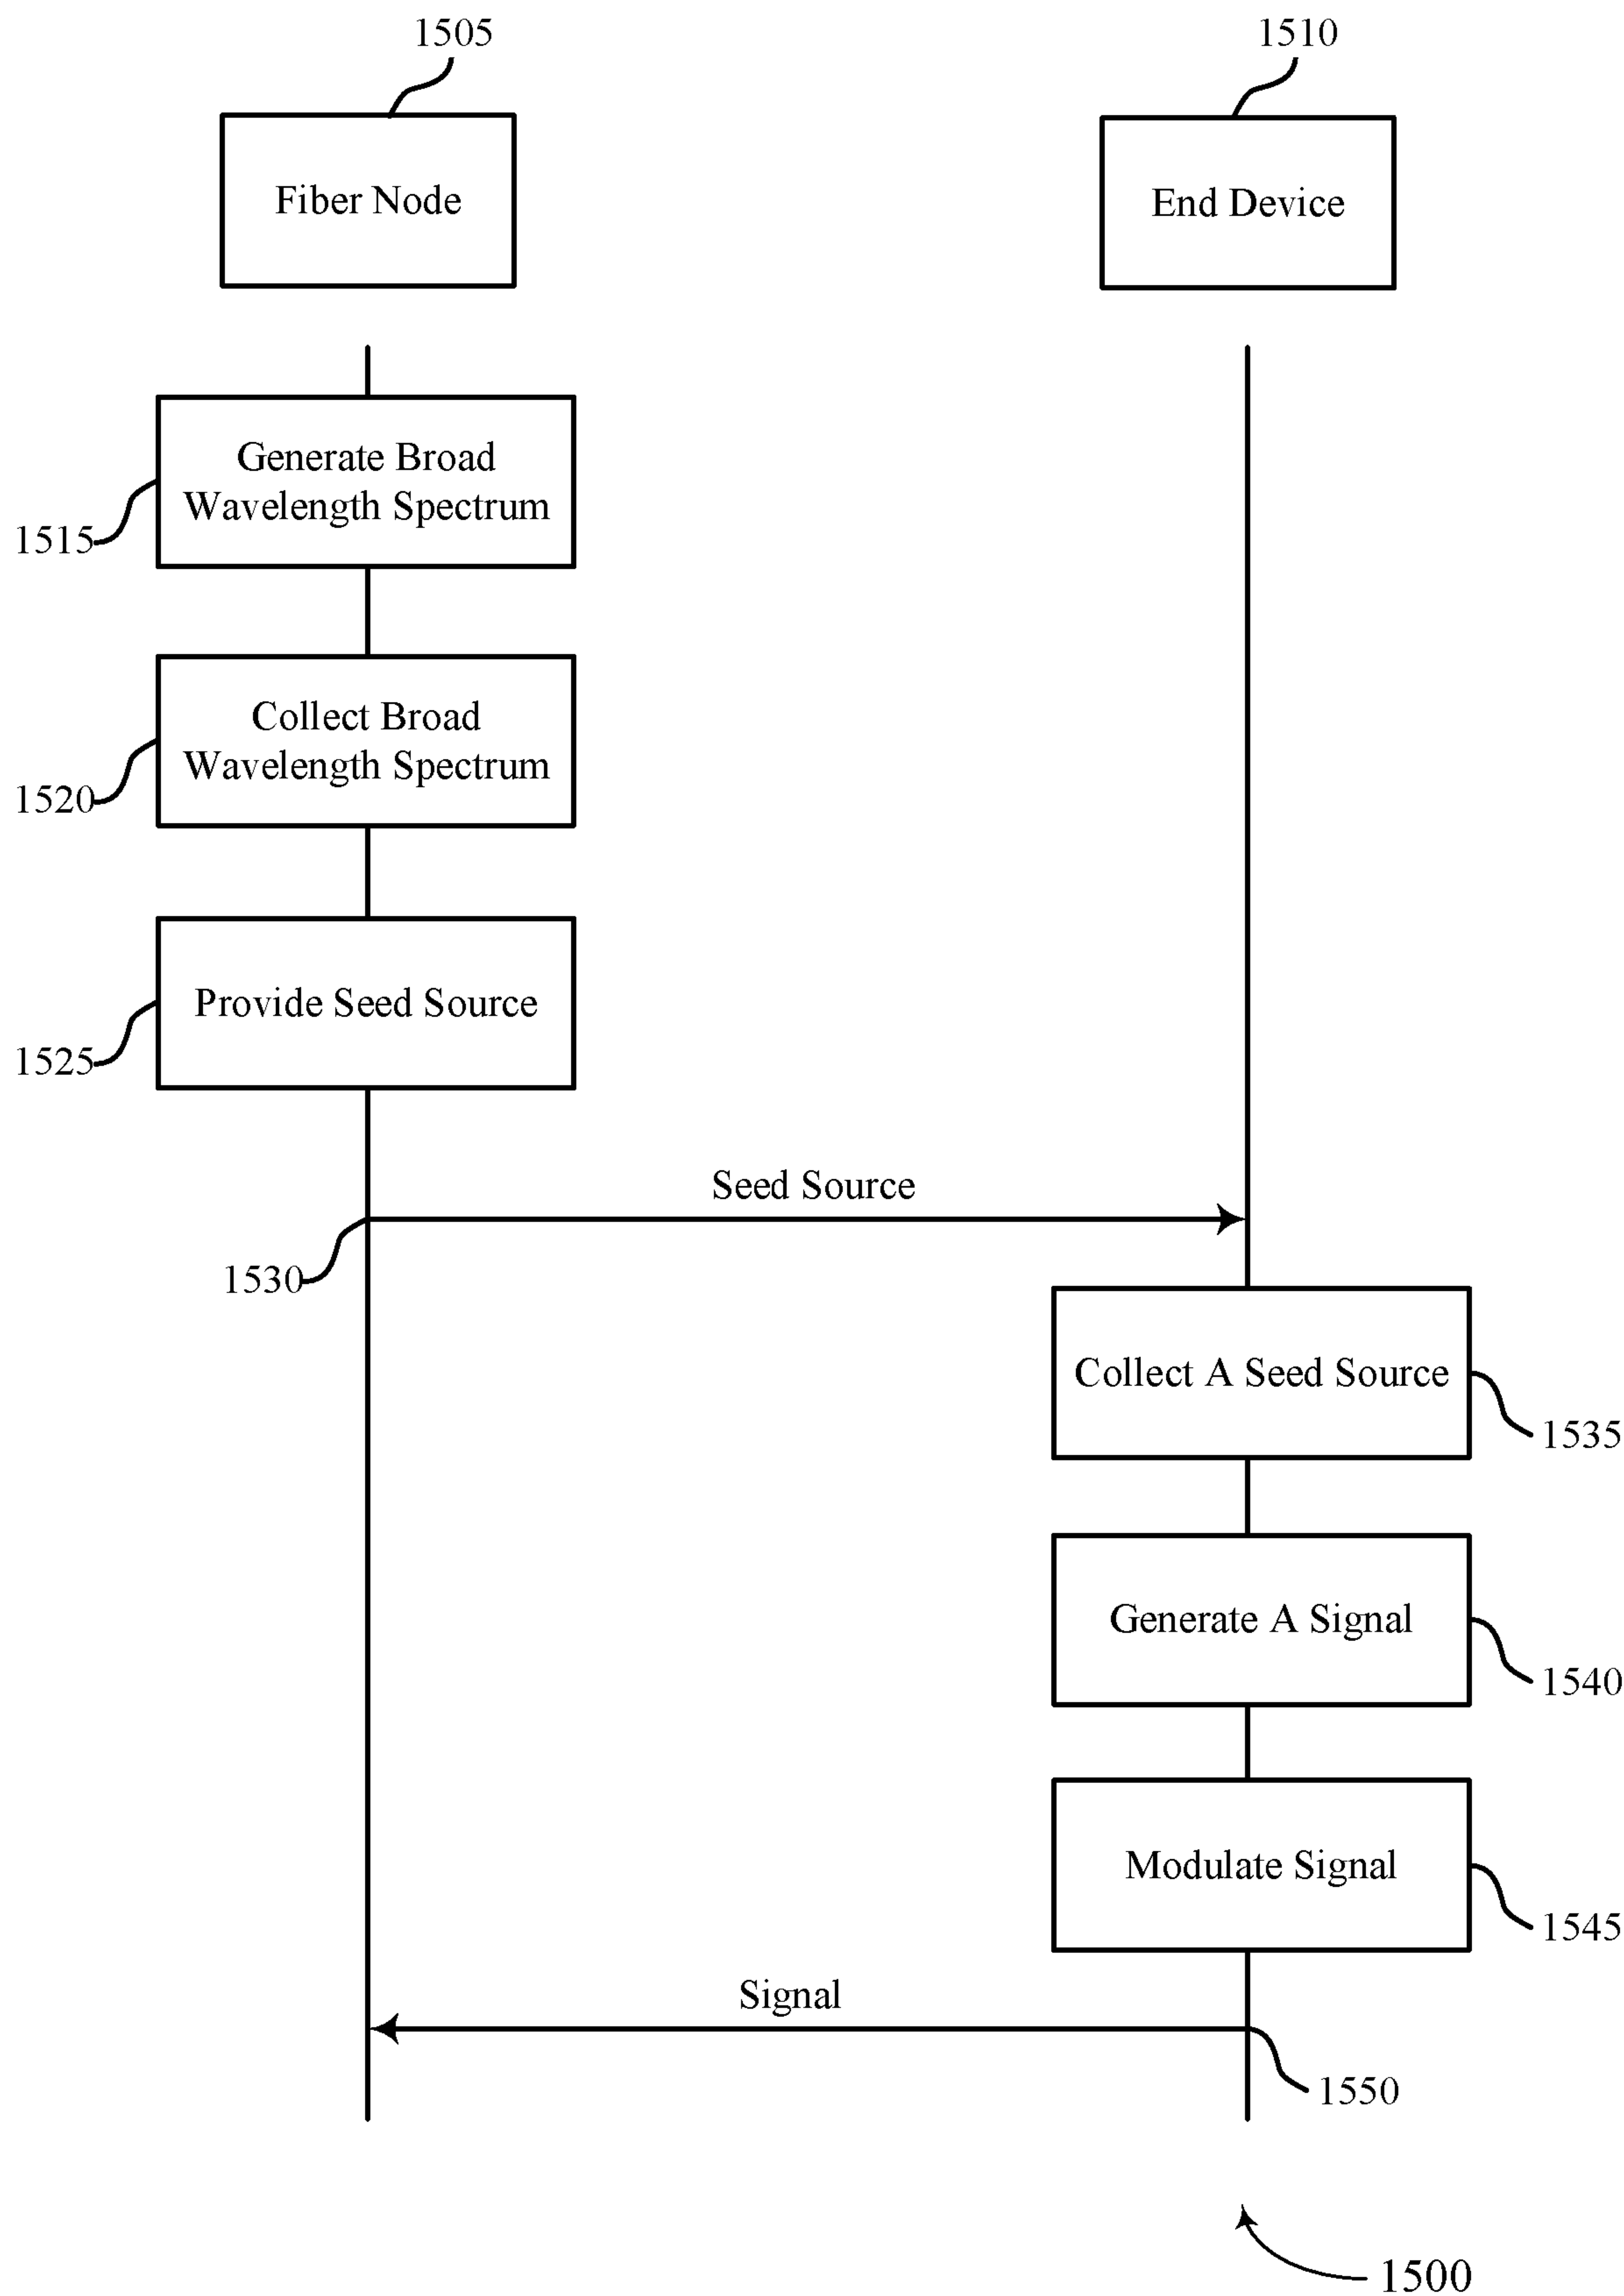 1505
1510
Fiber Node
End Device
Generate Broad
Wavelength Spectrum
1515
Collect Broad
Wavelength Spectrum
1520
Provide Seed Source
1525
Seed Source
1530
Collect A Seed Source
1535
Generate A Signal
1540
Modulate Signal
1545
Signal
1550
1500